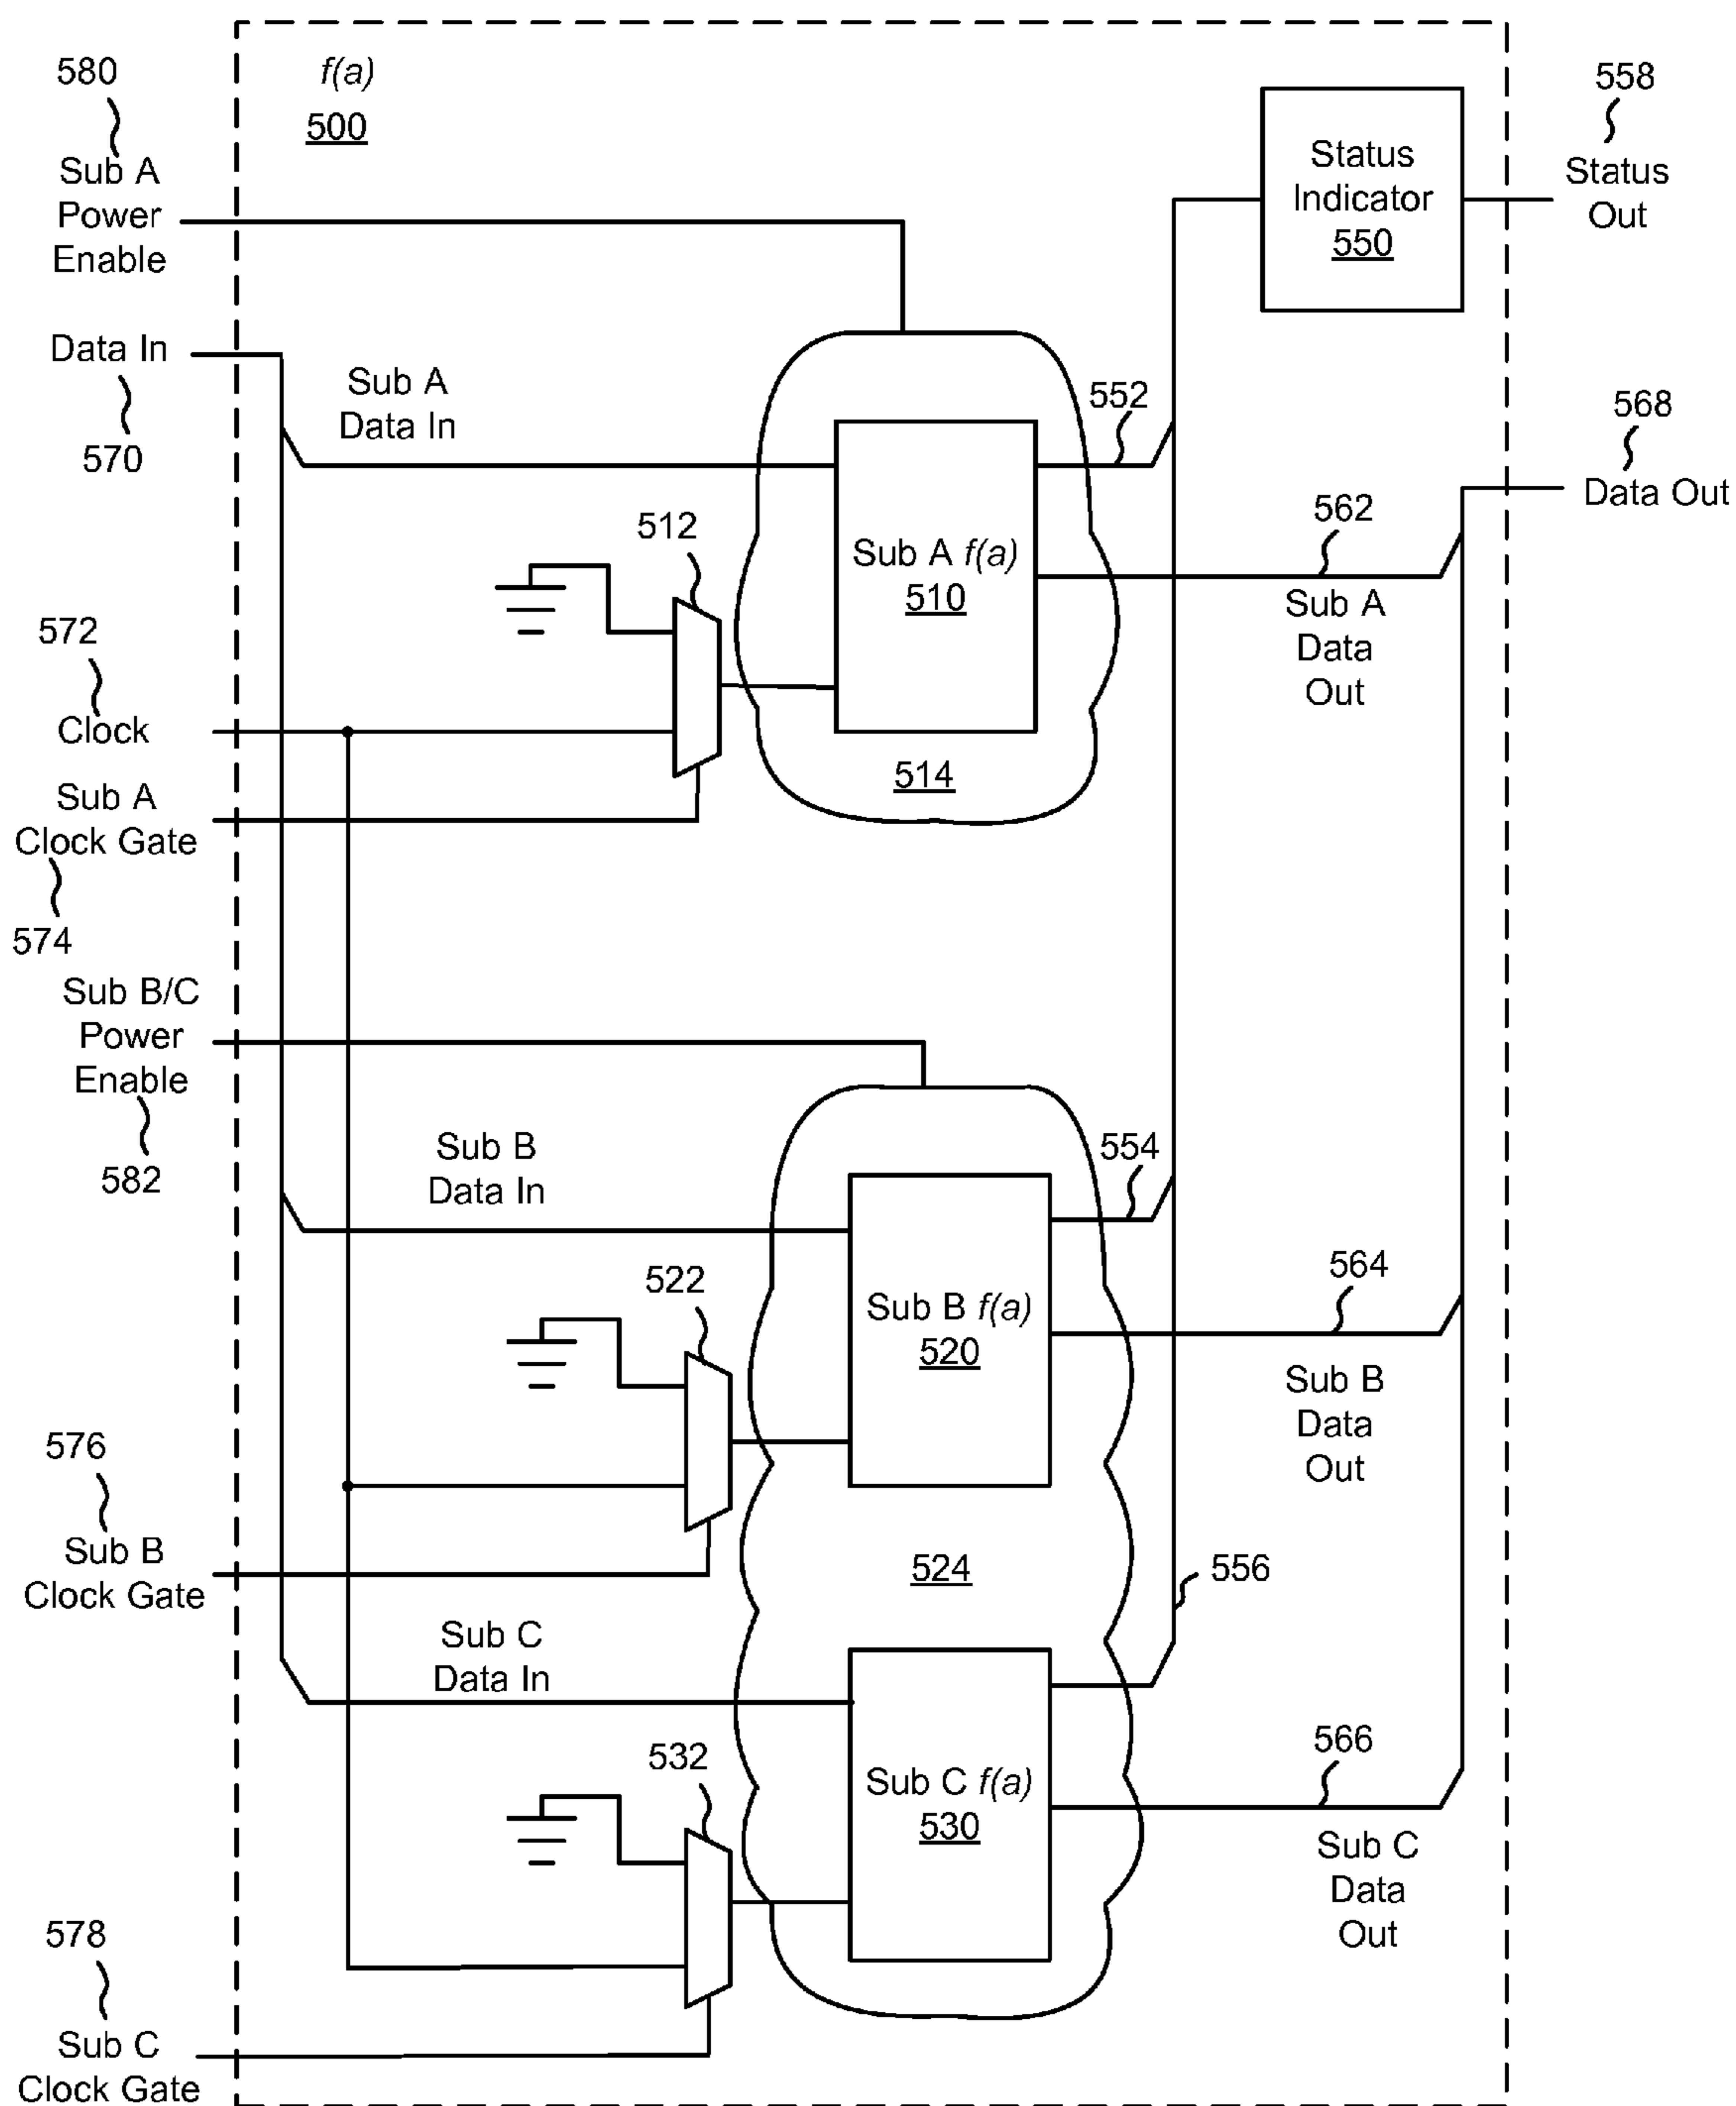 580
f(a)
500
558
Sub A
Power
Enable
Status
Indicator
550
Status
Out
Data In
570
Sub A
Data In
552
568
Data Out
512
562
Sub A f(a)
510
Sub A
Data
Out
572
Clock
514
Sub A
Clock Gate
574
Sub B/C
Power
Enable
582
Sub B
Data In
554
522
564
Sub B f(a)
520
Sub B
Data
Out
576
Sub B
Clock Gate
524
556
Sub C
Data In
532
566
Sub C f(a)
530
Sub C
Data
Out
578
Sub C
Clock Gate